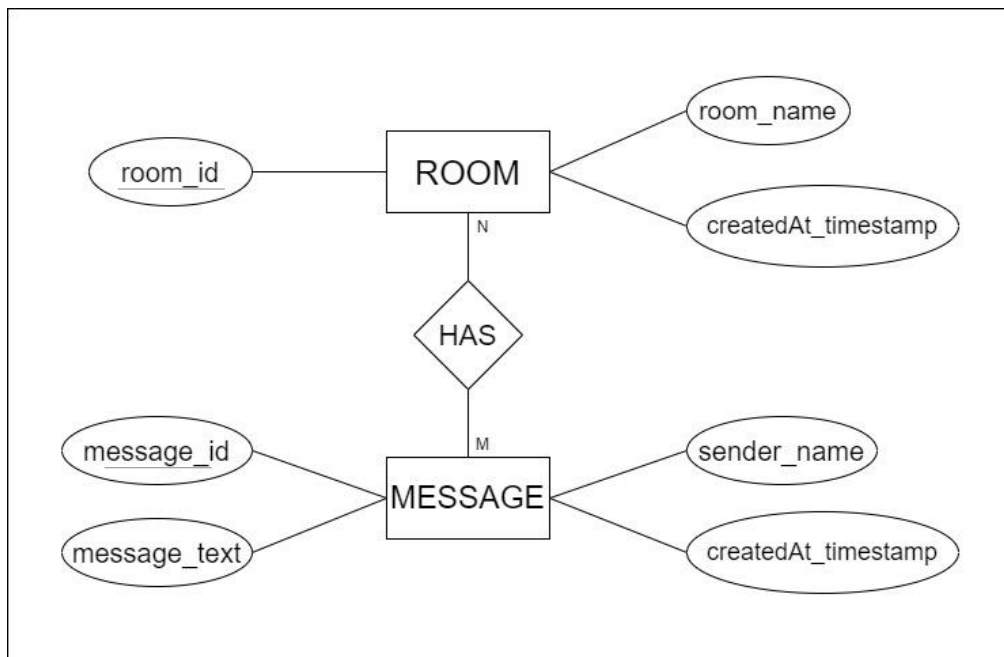 room_name
room_id
ROOM
createdAt_timestamp
N
HAS
M
message_id
sender_name
MESSAGE
message_text
createdAt_timestamp